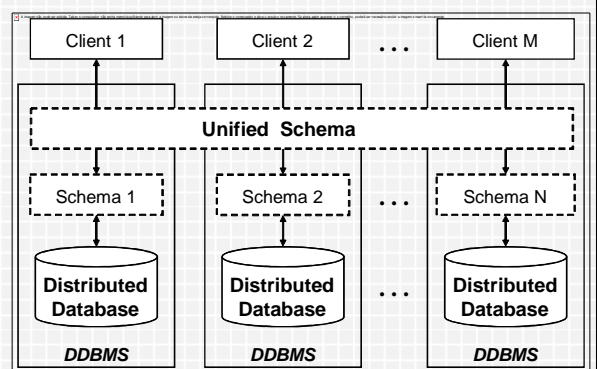 Client 1
Client 2
...
Client M
Unified Schema
Schema 1
Schema 2
...
Schema N
Distributed
Database
Distributed
Database
...
Distributed
Database
DDBMS
DDBMS
DDBMS